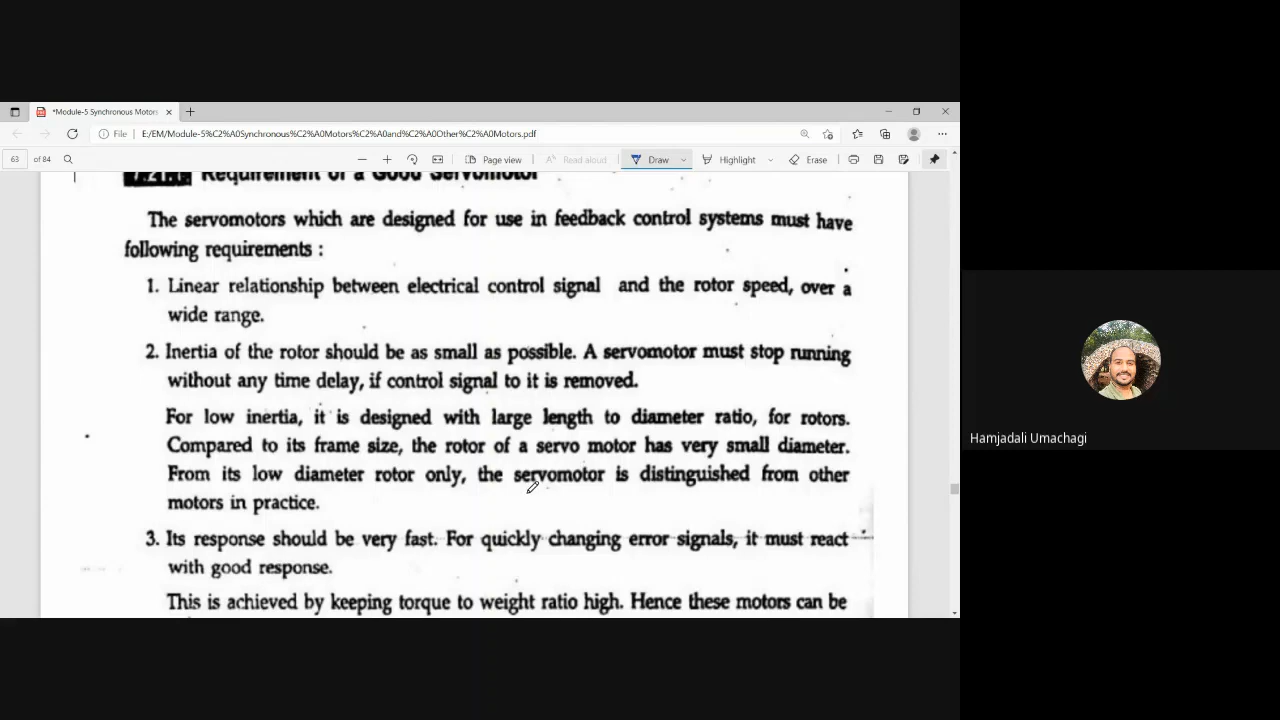 *Module-5 Synchronous Motors
File E:/EM/Module-5%C2%A0Synchronous%C2%A0Motors%C2%A0and%C2%A0Other%C2%A0Motors.pdf
63 of 84 Page view Read aloud Draw Highlight Erase
Requirement of a Good Servomotor
The servomotors which are designed for use in feedback control systems must have
following requirements :
1. Linear relationship between electrical control signal and the rotor speed, over a
wide range.
2. Inertia of the rotor should be as small as possible. A servomotor must stop running
without any time delay, if control signal to it is removed.
For low inertia, it is designed with large length to diameter ratio, for rotors.
Compared to its frame size, the rotor of a servo motor has very small diameter.
From its low diameter rotor only, the servomotor is distinguished from other
motors in practice.
3. Its response should be very fast. For quickly changing error signals, it must react
with good response.
This is achieved by keeping torque to weight ratio high. Hence these motors can be
Hamjadali Umachagi